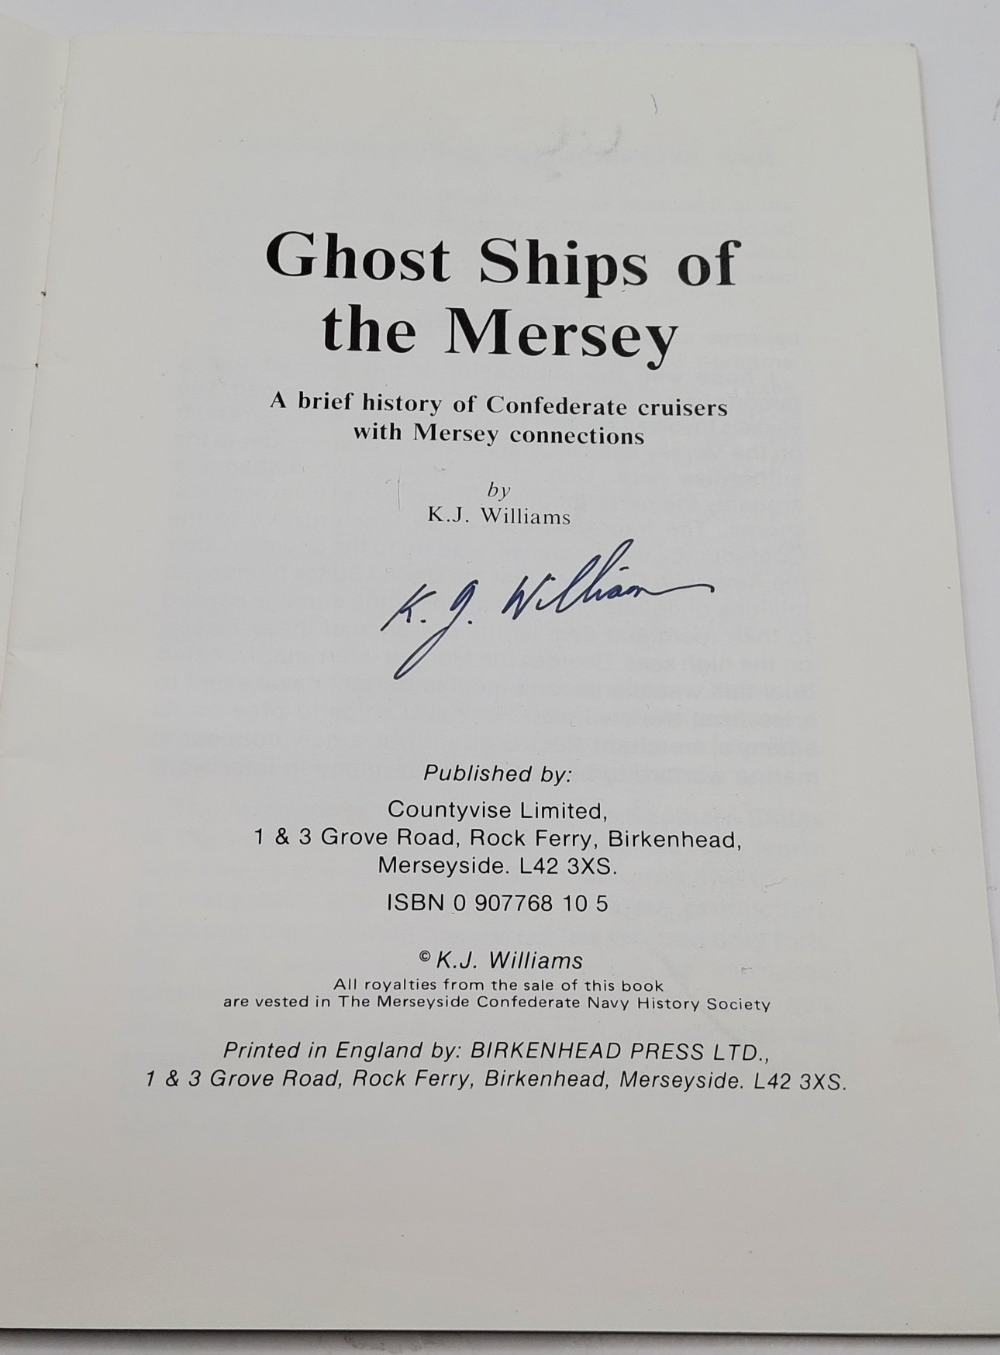 Ghost Ships of
the Mersey
A brief history of Confederate cruisers
with Mersey connections
by
K.J. Williams
K. J. Williams
Published by:
Countyvise Limited,
1 & 3 Grove Road, Rock Ferry, Birkenhead,
Merseyside. L42 3XS.
ISBN 0 907768 10 5
© K.J. Williams
All royalties from the sale of this book
are vested in The Merseyside Confederate Navy History Society
Printed in England by: BIRKENHEAD PRESS LTD.,
1 & 3 Grove Road, Rock Ferry, Birkenhead, Merseyside. L42 3XS.